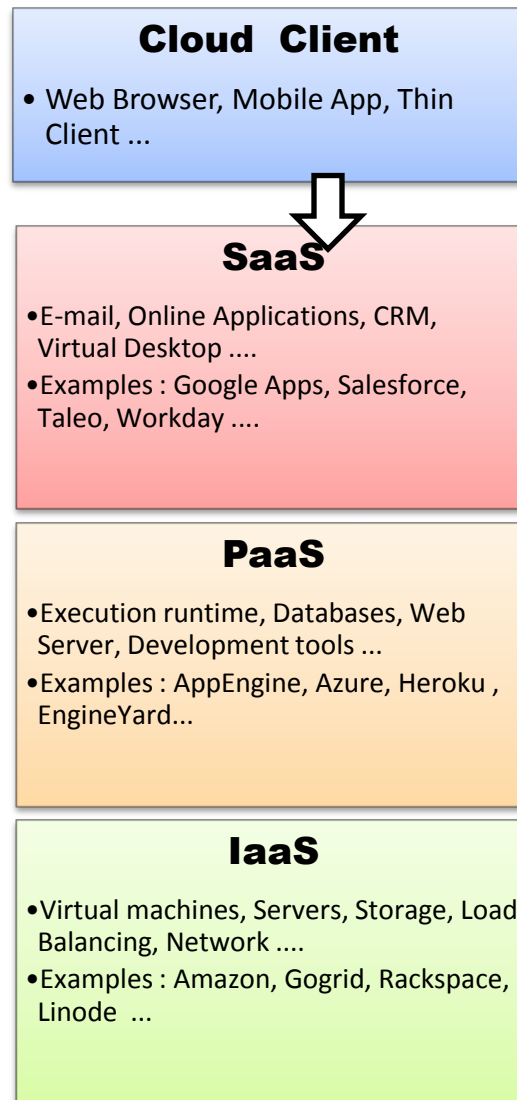 Cloud  Client
• Web Browser, Mobile App, Thin
Client ...
SaaS
•E-mail, Online Applications, CRM,
Virtual Desktop ....
•Examples : Google Apps, Salesforce,
Taleo, Workday ....
PaaS
•Execution runtime, Databases, Web
Server, Development tools ...
•Examples : AppEngine, Azure, Heroku ,
EngineYard...
IaaS
•Virtual machines, Servers, Storage, Load
Balancing, Network ....
•Examples : Amazon, Gogrid, Rackspace,
Linode  ...